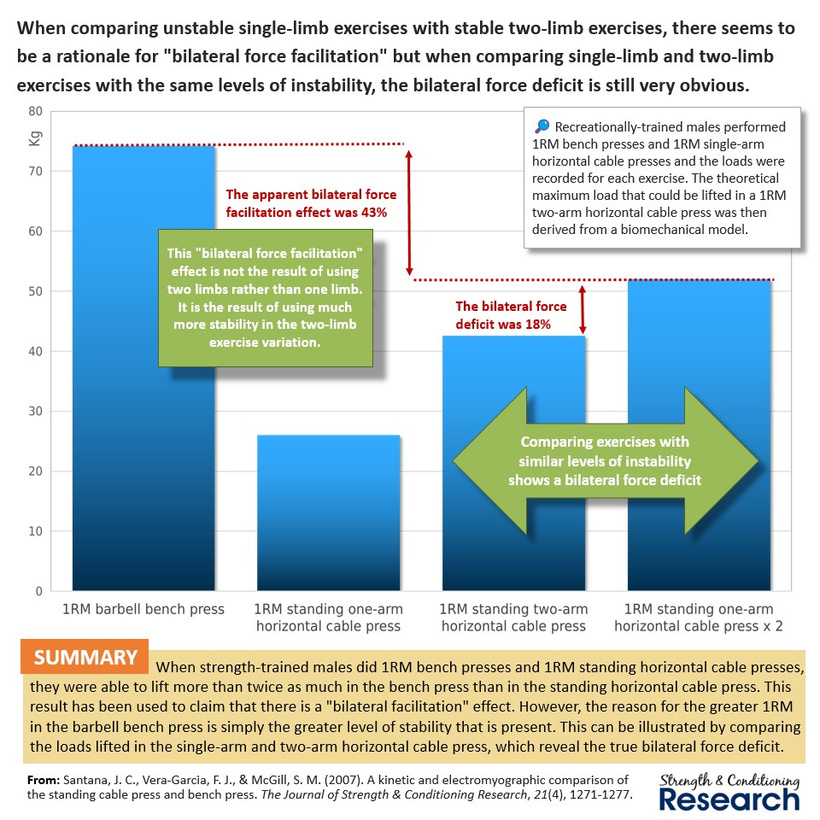 When comparing unstable single-limb exercises with stable two-limb exercises, there seems to
be a rationale for "bilateral force facilitation" but when comparing single-limb and two-limb
exercises with the same levels of instability, the bilateral force deficit is still very obvious.
80
Kg
70
60
50
40
30
20
10
0
Recreationally-trained males performed
1RM bench presses and 1RM single-arm
horizontal cable presses and the loads were
recorded for each exercise. The theoretical
maximum load that could be lifted in a 1RM
two-arm horizontal cable press was then
derived from a biomechanical model.
The apparent bilateral force
facilitation effect was 43%
This "bilateral force facilitation"
effect is not the result of using
two limbs rather than one limb.
It is the result of using much
more stability in the two-limb
exercise variation.
The bilateral force
deficit was 18%
Comparing exercises with
similar levels of instability
shows a bilateral force deficit
1RM barbell bench press
1RM standing one-arm
horizontal cable press
1RM standing two-arm
horizontal cable press
1RM standing one-arm
horizontal cable press x 2
SUMMARY
When strength-trained males did 1RM bench presses and 1RM standing horizontal cable presses,
they were able to lift more than twice as much in the bench press than in the standing horizontal cable press. This
result has been used to claim that there is a "bilateral facilitation" effect. However, the reason for the greater 1RM
in the barbell bench press is simply the greater level of stability that is present. This can be illustrated by comparing
the loads lifted in the single-arm and two-arm horizontal cable press, which reveal the true bilateral force deficit.
From: Santana, J. C., Vera-Garcia, F. J., & McGill, S. M. (2007). A kinetic and electromyographic comparison of
the standing cable press and bench press. The Journal of Strength & Conditioning Research, 21(4), 1271-1277.
Strength & Conditioning
Research